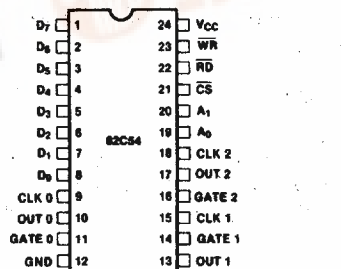 D₇ 1 24 VCC
D₆ 2 23 WR
D₅ 3 22 RD
D₄ 4 21 CS
D₃ 5 20 A₁
D₂ 6 19 A₀
82C54
D₁ 7 18 CLK 2
D₀ 8 17 OUT 2
CLK 0 9 16 GATE 2
OUT 0 10 15 CLK 1
GATE 0 11 14 GATE 1
GND 12 13 OUT 1